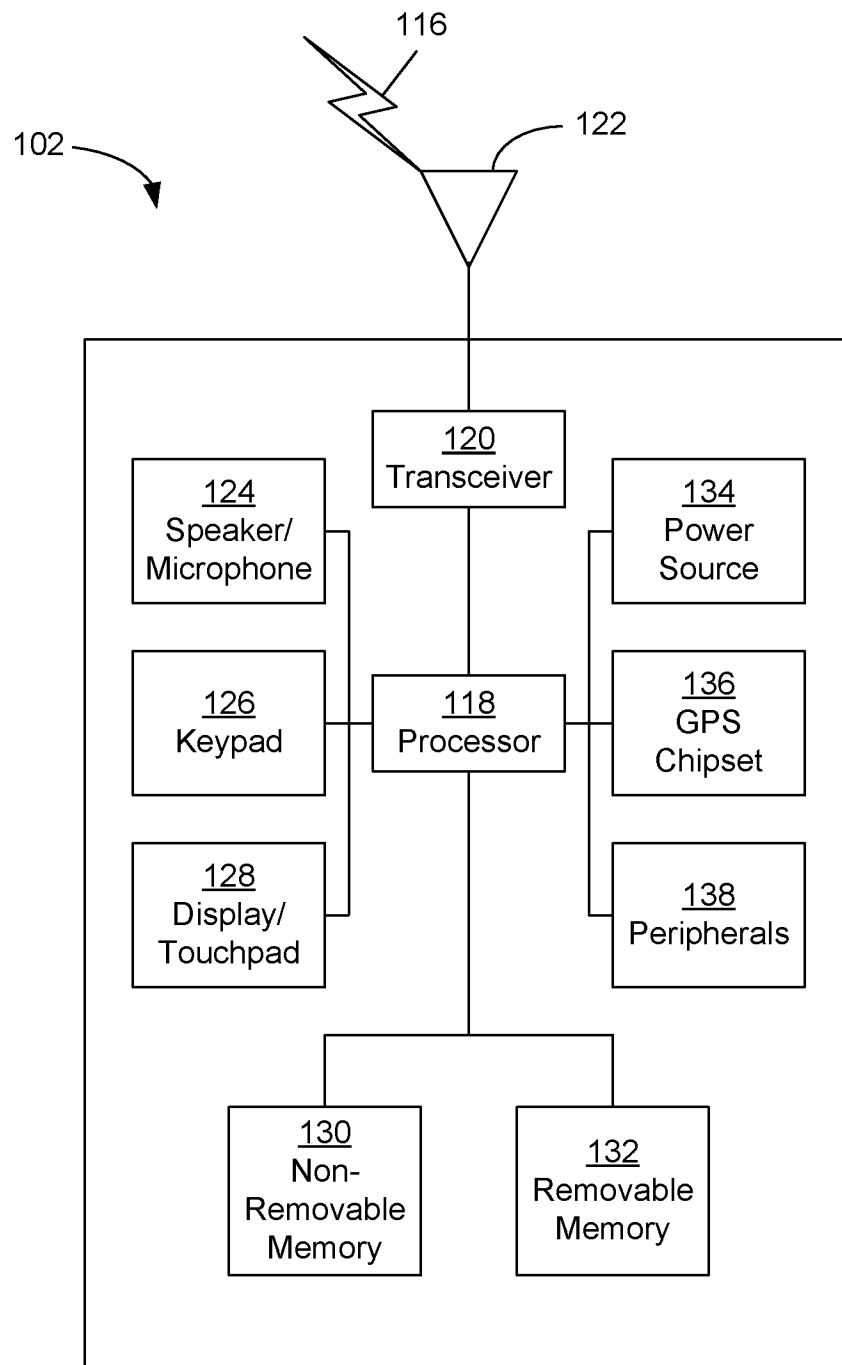 116
102
122
120
Transceiver
124
Speaker/
Microphone
134
Power
Source
126
Keypad
118
Processor
136
GPS
Chipset
128
Display/
Touchpad
138
Peripherals
130
Non-
Removable
Memory
132
Removable
Memory